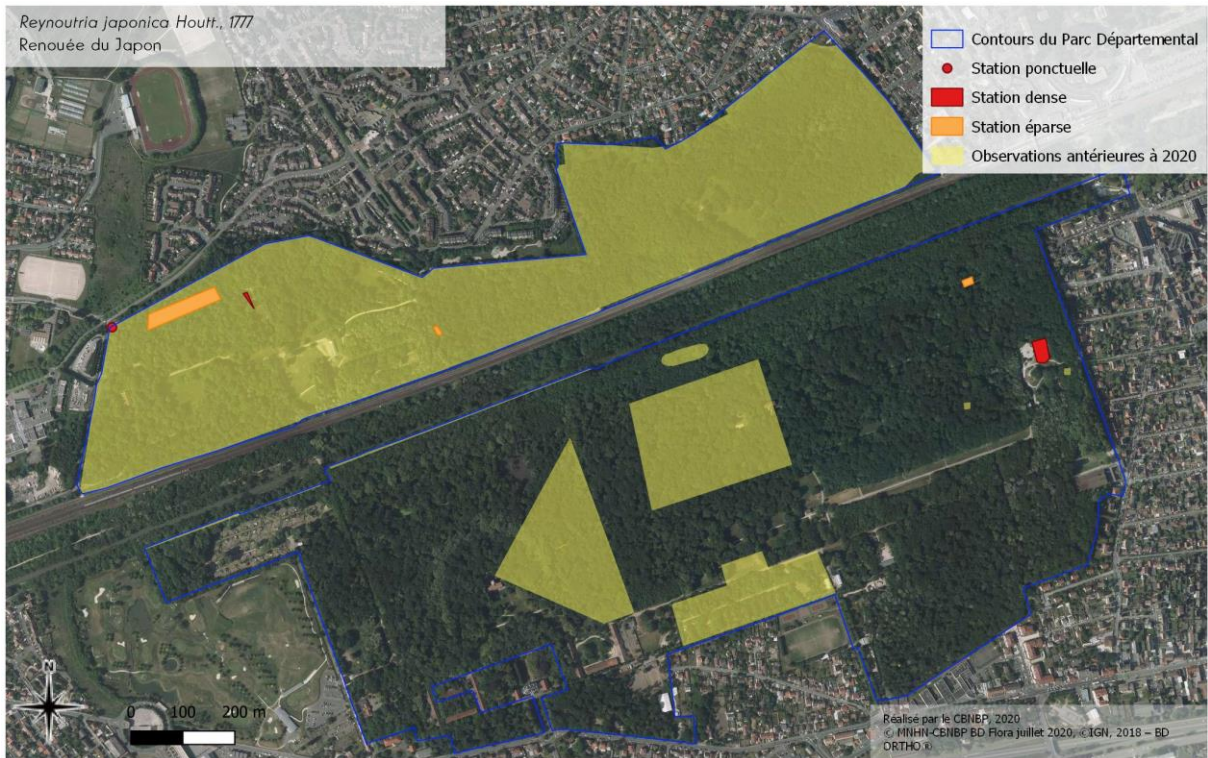 Reynoutria japonica Houtt., 1777
Renouée du Japon
Contours du Parc Départemental
Station ponctuelle
Station dense
Station éparse
Observations antérieures à 2020
N
0 100 200 m
Réalisé par le CBNBP, 2020
© MNHN-CBNBP BD Flora juillet 2020, ©IGN, 2018 – BD
ORTHO ®